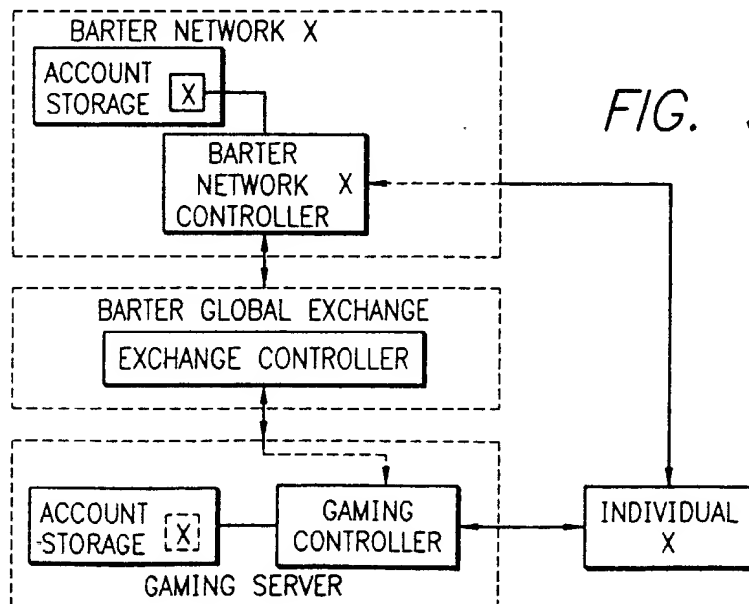 BARTER NETWORK X
ACCOUNT
STORAGE
X
FIG.
BARTER
NETWORK X
CONTROLLER
BARTER GLOBAL EXCHANGE
EXCHANGE CONTROLLER
ACCOUNT
STORAGE
X
GAMING
CONTROLLER
INDIVIDUAL
X
GAMING SERVER